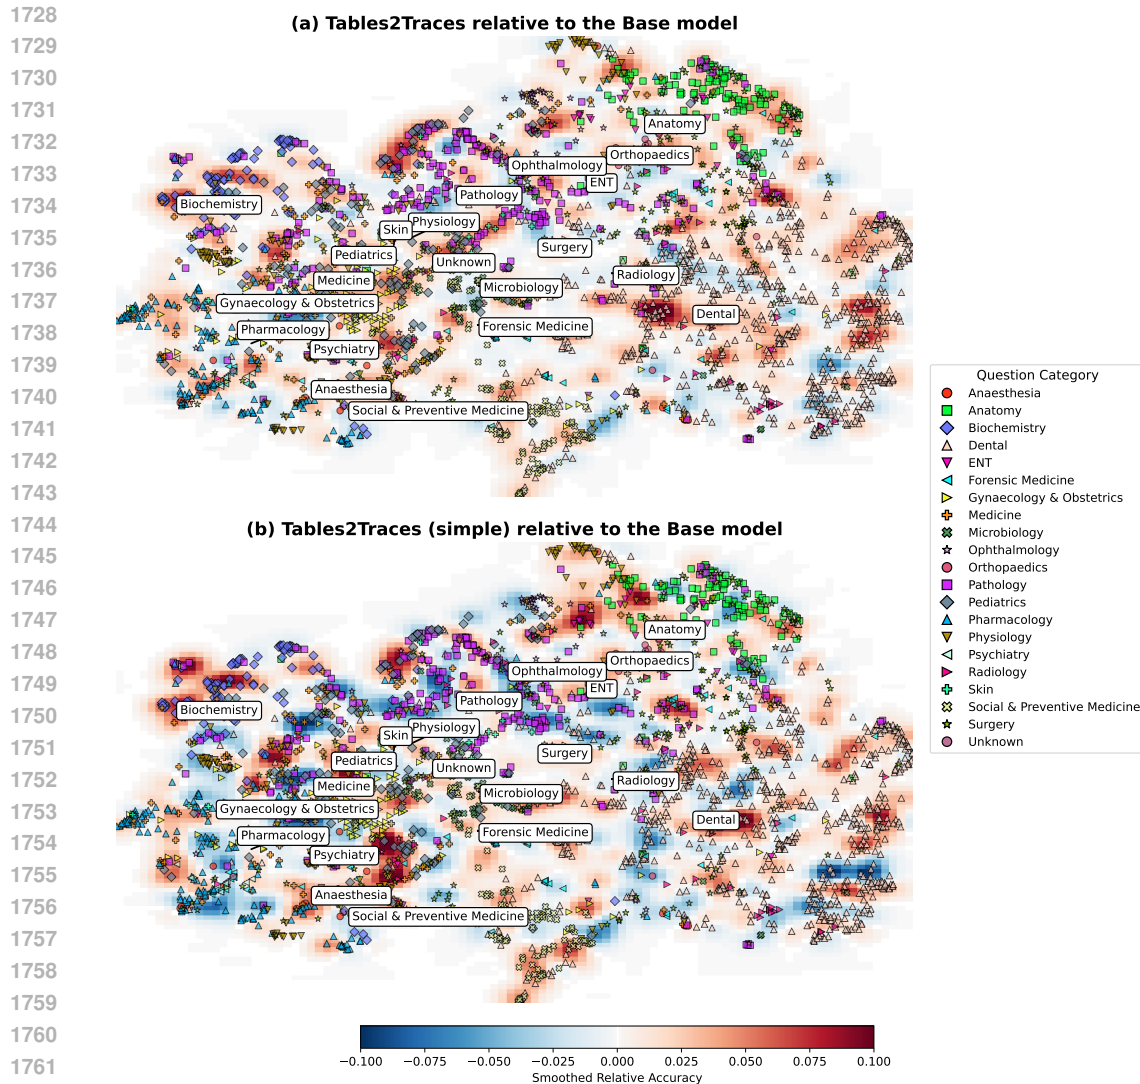 1728
(a) Tables2Traces relative to the Base model
1729
1730
1731
Anatomy
1732
Orthopaedics
Ophthalmology
1733
ENT
Pathology
1734
Biochemistry
Physiology
Skin
1735
Surgery
Pediatrics
Unknown
1736
Radiology
Medicine
Microbiology
1737
Gynaecology & Obstetrics
Dental
Forensic Medicine
1738
Pharmacology
Psychiatry
1739
Anaesthesia
1740
Social & Preventive Medicine
1741
1742
1743
1744
(b) Tables2Traces (simple) relative to the Base model
1745
1746
1747
Anatomy
1748
Orthopaedics
Ophthalmology
1749
ENT
Pathology
Biochemistry
1750
Physiology
Skin
1751
Surgery
Pediatrics
Unknown
1752
Radiology
Medicine
Microbiology
1753
Gynaecology & Obstetrics
Dental
Forensic Medicine
Pharmacology
1754
Psychiatry
1755
Anaesthesia
1756
Social & Preventive Medicine
1757
1758
1759
1760
1761
Question Category
Anaesthesia
Anatomy
Biochemistry
Dental
ENT
Forensic Medicine
Gynaecology & Obstetrics
Medicine
Microbiology
Ophthalmology
Orthopaedics
Pathology
Pediatrics
Pharmacology
Physiology
Psychiatry
Radiology
Skin
Social & Preventive Medicine
Surgery
Unknown
−0.100 −0.075 −0.050 −0.025 0.000 0.025 0.050 0.075 0.100
Smoothed Relative Accuracy